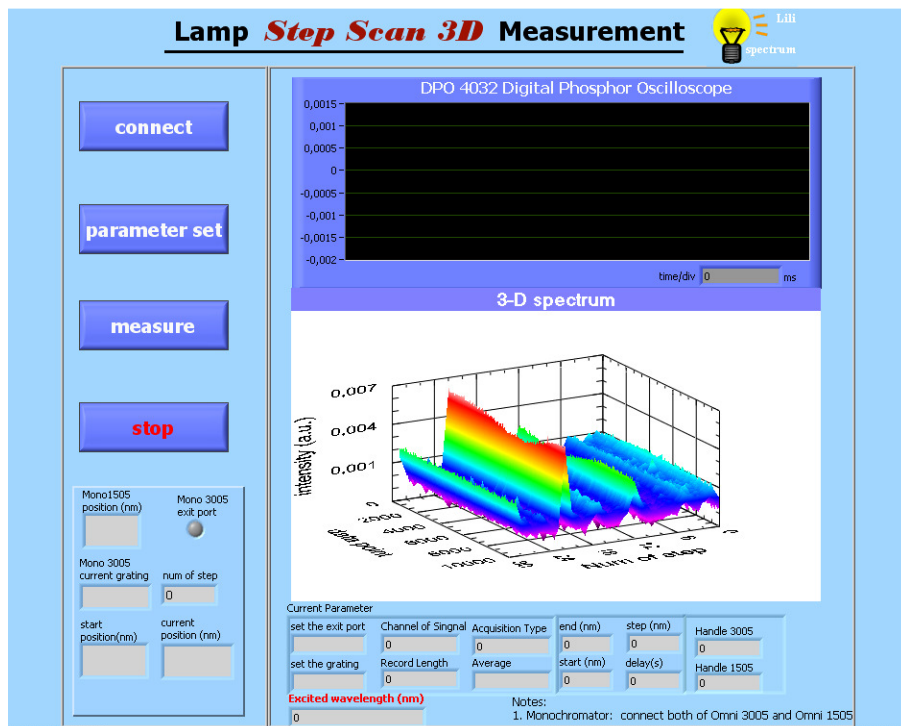 Lamp Step Scan 3D Measurement
Lili
spectrum
connect
parameter set
measure
stop
Mono1505
position (nm)
Mono 3005
exit port
Mono 3005
current grating
num of step
0
start
position(nm)
current
position (nm)
DPO 4032 Digital Phosphor Oscilloscope
0,0015
0,001
0,0005
0
-0,0005
-0,001
-0,0015
-0,002
time/div
0
ms
3-D spectrum
0,007
0,004
0,001
intensity (a.u.)
0
2000
4000
10000
Num of step
Current Parameter
set the exit port
Channel of Singnal
0
Acquisition Type
0
end (nm)
0
step (nm)
0
Handle 3005
0
set the grating
Record Length
0
Average
start (nm)
0
delay(s)
0
Handle 1505
0
Excited wavelength (nm)
0
Notes:
1. Monochromator: connect both of Omni 3005 and Omni 1505